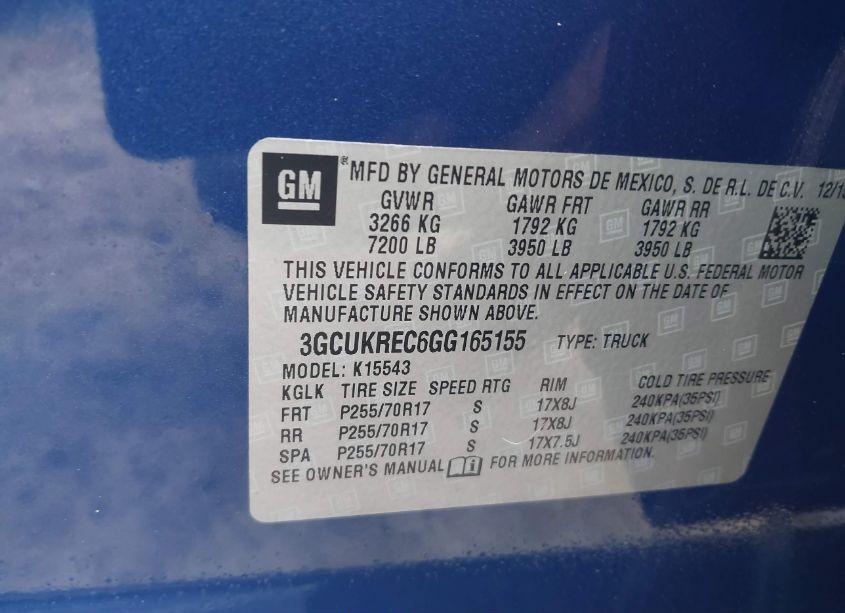 GM ® MFD BY GENERAL MOTORS DE MEXICO, S. DE R.L. DE C.V.
GVWR GAWR FRT GAWR RR
3266 KG 1792 KG 1792 KG
7200 LB 3950 LB 3950 LB
THIS VEHICLE CONFORMS TO ALL APPLICABLE U.S. FEDERAL MOTOR
VEHICLE SAFETY STANDARDS IN EFFECT ON THE DATE OF
MANUFACTURE SHOWN ABOVE.
3GCUKREC6GG165155 TYPE: TRUCK
MODEL: K15543
KGLK TIRE SIZE SPEED RTG RIM COLD TIRE PRESSURE
FRT P255/70R17 S 17X8J 240KPA(35PSI)
RR P255/70R17 S 17X8J 240KPA(35PSI)
SPA P255/70R17 S 17X7.5J 240KPA(35PSI)
SEE OWNER'S MANUAL FOR MORE INFORMATION.